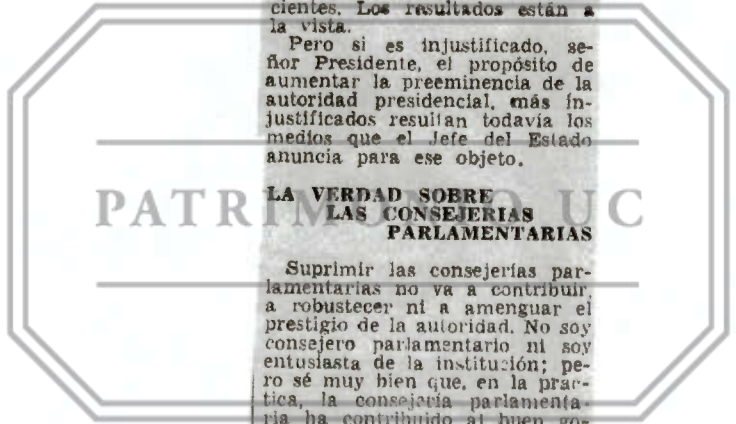 cientes. Los resultados están a
la vista.
Pero si es injustificado, se-
ñor Presidente, el propósito de
aumentar la preeminencia de la
autoridad presidencial, más in-
justificados resultan todavía los
medios que el Jefe del Estado
anuncia para ese objeto.
LA VERDAD SOBRE
LAS CONSEJERIAS
PARLAMENTARIAS
PATRIMONIO UC
Suprimir las consejerías par-
lamentarias no va a contribuir,
a robustecer ni a amenguar el
prestigio de la autoridad. No soy
consejero parlamentario ni soy
entusiasta de la institución; pe-
ro sé muy bien que, en la prac-
tica, la consejería parlamenta-
ria ha contribuido al buen go-